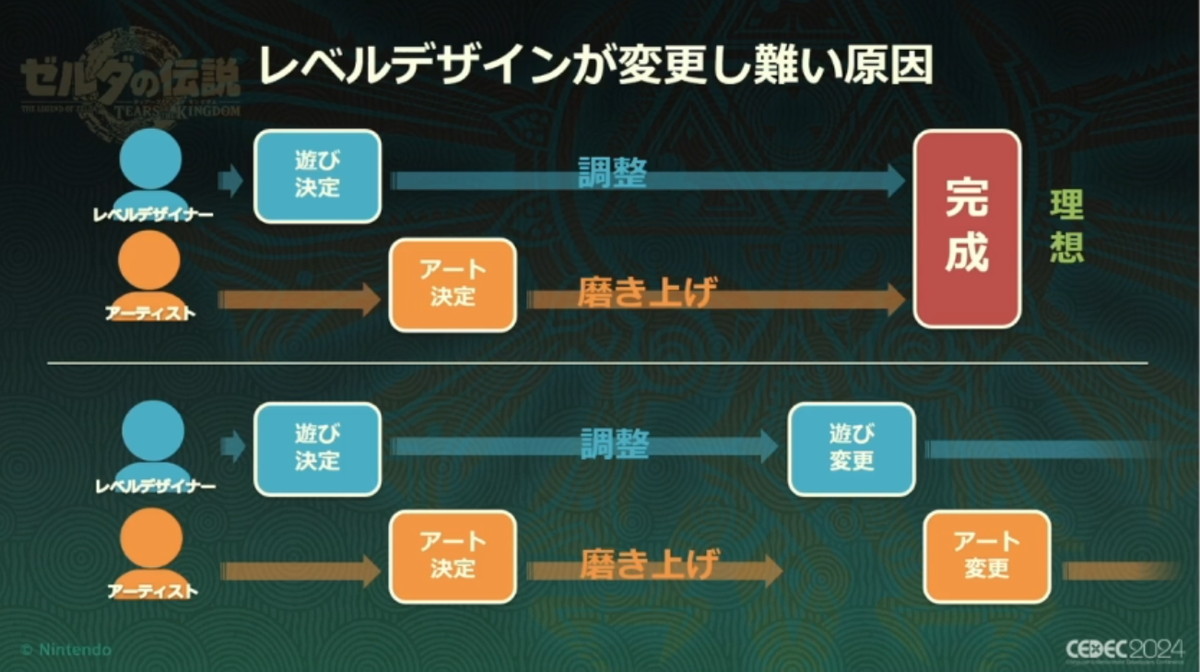 レベルデザインが変更し難い原因
ゼルダの伝説
TEARS OF THE KINGDOM
遊び
決定
調整
完
成
理
想
レベルデザイナー
アート
決定
磨き上げ
アーティスト
遊び
決定
調整
遊び
変更
レベルデザイナー
アート
決定
磨き上げ
アート
変更
アーティスト
© Nintendo
CEDEC2024